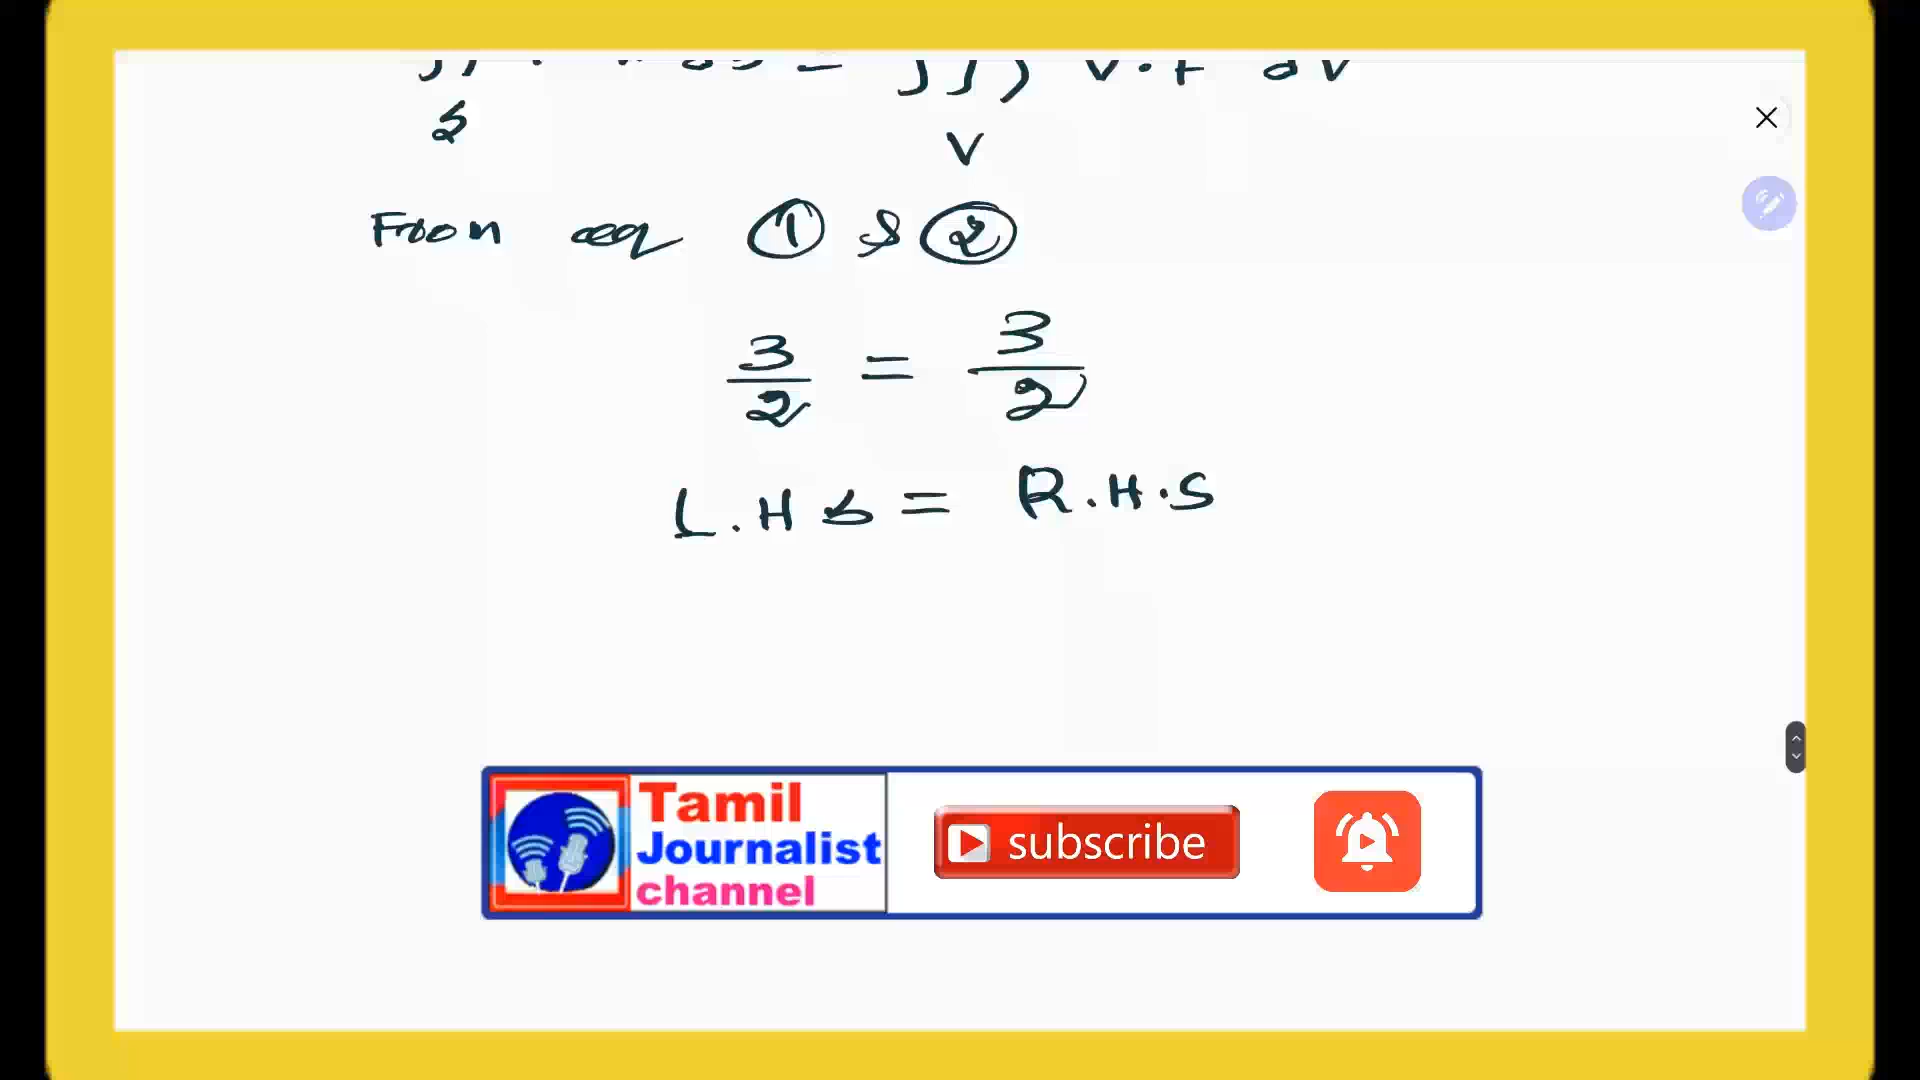 S
V
From eq ① & ②
3/2 = 3/2
L.H.S = R.H.S
Tamil
Journalist
channel
subscribe